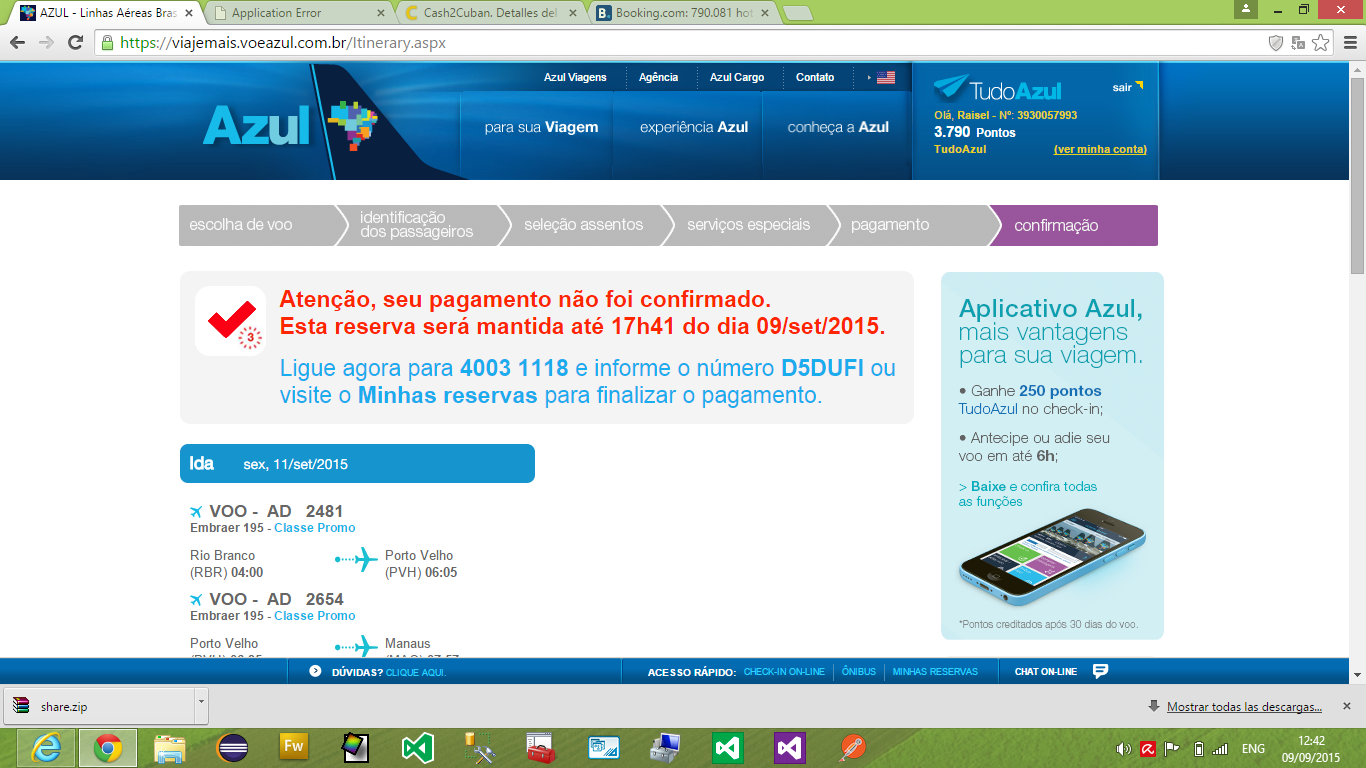 AZUL - Linhas Aéreas Bras
Application Error
Cash2Cuban. Detalles del
Booking.com: 790.081 hot
https://viajemais.voeazul.com.br/Itinerary.aspx
Azul Viagens
Agência
Azul Cargo
Contato
Azul
para sua Viagem
experiência Azul
conheça a Azul
TudoAzul
sair
Olá, Raisel - Nº: 3930057993
3.790 Pontos
TudoAzul
(ver minha conta)
escolha de voo
identificação
dos passageiros
seleção assentos
serviços especiais
pagamento
confirmação
3
Atenção, seu pagamento não foi confirmado.
Esta reserva será mantida até 17h41 do dia 09/set/2015.
Ligue agora para 4003 1118 e informe o número D5DUFI ou
visite o Minhas reservas para finalizar o pagamento.
Aplicativo Azul,
mais vantagens
para sua viagem.
• Ganhe 250 pontos
TudoAzul no check-in;
• Antecipe ou adie seu
voo em até 6h;
> Baixe e confira todas
as funções
*Pontos creditados após 30 dias do voo.
Ida
sex, 11/set/2015
VOO - AD 2481
Embraer 195 - Classe Promo
Rio Branco
(RBR) 04:00
Porto Velho
(PVH) 06:05
VOO - AD 2654
Embraer 195 - Classe Promo
Porto Velho
Manaus
DÚVIDAS? CLIQUE AQUI.
ACESSO RÁPIDO:
CHECK-IN ON-LINE
ÔNIBUS
MINHAS RESERVAS
CHAT ON-LINE
share.zip
Mostrar todas las descargas...
Fw
ENG
12:42
09/09/2015